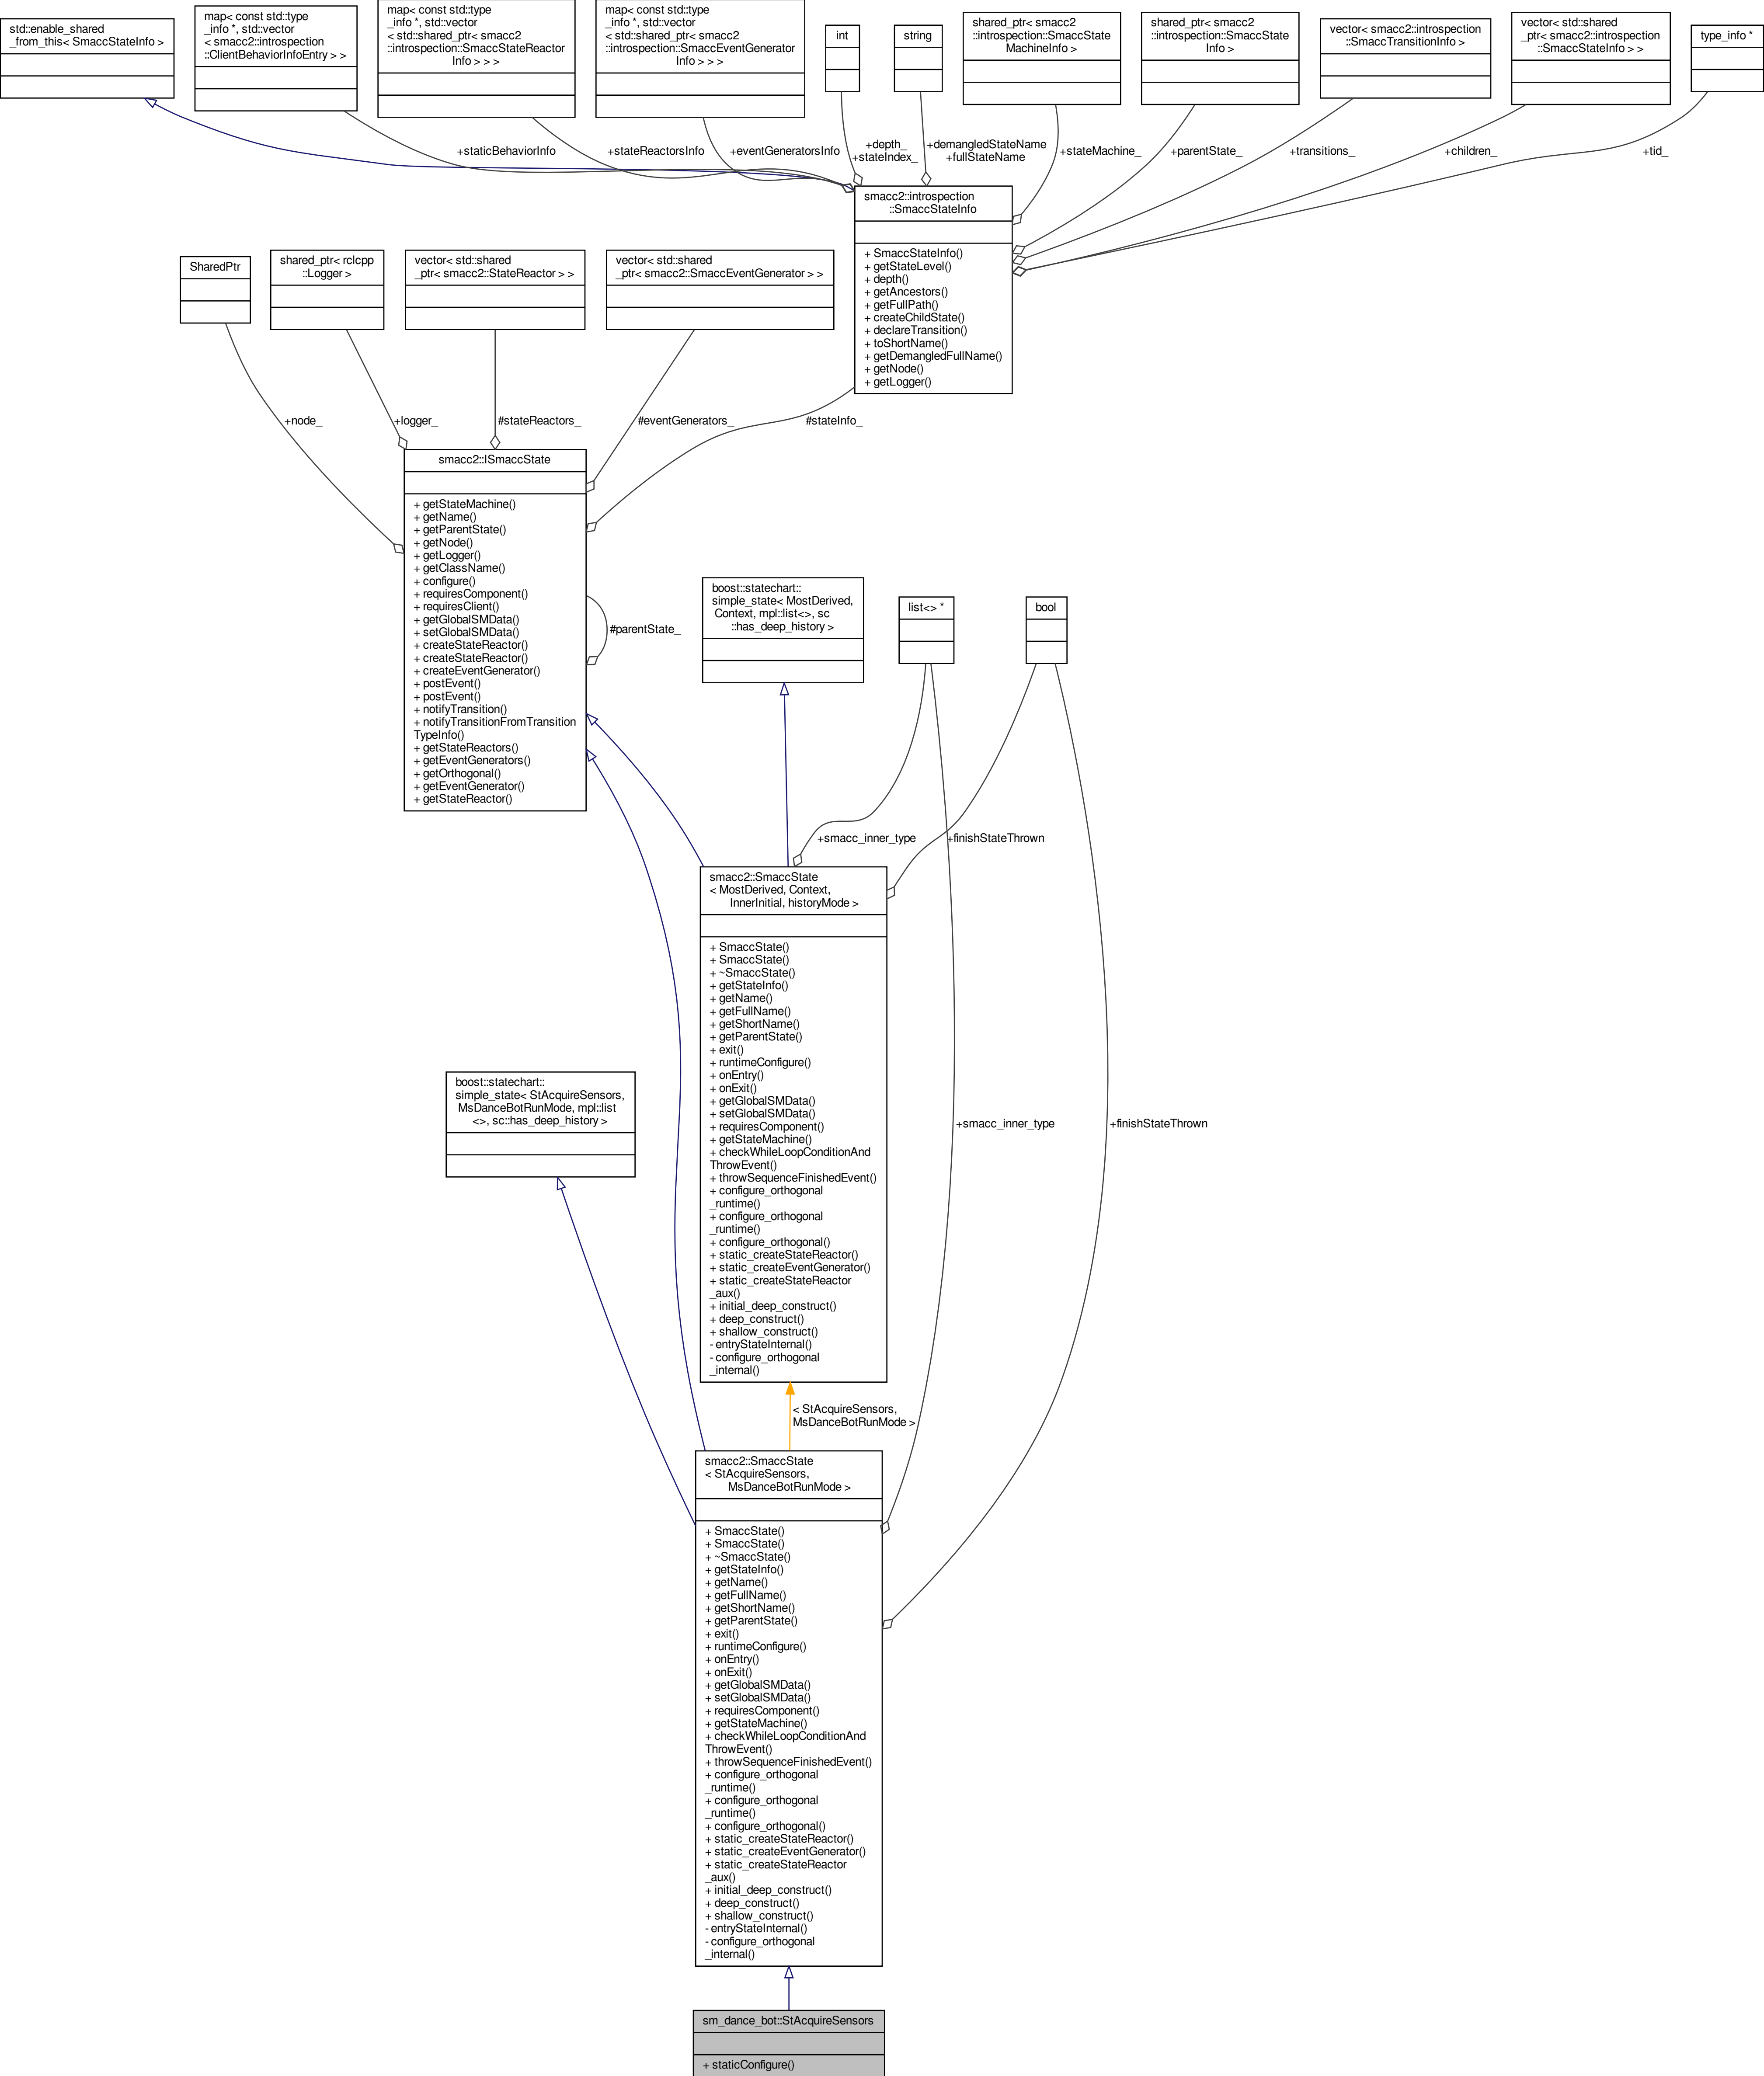 std::enable_shared
_from_this< SmaccStateInfo >
map< const std::type
_info *, std::vector
< smacc2::introspection
::ClientBehaviorInfoEntry > >
map< const std::type
_info *, std::vector
< std::shared_ptr< smacc2
::introspection::SmaccStateReactor
Info > > >
map< const std::type
_info *, std::vector
< std::shared_ptr< smacc2
::introspection::SmaccEventGenerator
Info > > >
int
string
shared_ptr< smacc2
::introspection::SmaccState
MachineInfo >
shared_ptr< smacc2
::introspection::SmaccState
Info >
vector< smacc2::introspection
::SmaccTransitionInfo >
vector< std::shared
_ptr< smacc2::introspection
::SmaccStateInfo > >
type_info *
+staticBehaviorInfo
+stateReactorsInfo
+eventGeneratorsInfo
+depth_
+stateIndex_
+demangledStateName
+fullStateName
+stateMachine_
+parentState_
+transitions_
+children_
+tid_
smacc2::introspection
::SmaccStateInfo
+ SmaccStateInfo()
+ getStateLevel()
+ depth()
+ getAncestors()
+ getFullPath()
+ createChildState()
+ declareTransition()
+ toShortName()
+ getDemangledFullName()
+ getNode()
+ getLogger()
SharedPtr
shared_ptr< rclcpp
::Logger >
vector< std::shared
_ptr< smacc2::StateReactor > >
vector< std::shared
_ptr< smacc2::SmaccEventGenerator > >
+node_
+logger_
#stateReactors_
#eventGenerators_
#stateInfo_
smacc2::ISmaccState
+ getStateMachine()
+ getName()
+ getParentState()
+ getNode()
+ getLogger()
+ getClassName()
+ configure()
+ requiresComponent()
+ requiresClient()
+ getGlobalSMData()
+ setGlobalSMData()
+ createStateReactor()
+ createStateReactor()
+ createEventGenerator()
+ postEvent()
+ postEvent()
+ notifyTransition()
+ notifyTransitionFromTransition
TypeInfo()
+ getStateReactors()
+ getEventGenerators()
+ getOrthogonal()
+ getEventGenerator()
+ getStateReactor()
#parentState_
boost::statechart::
simple_state< MostDerived,
Context, mpl::list<>, sc
::has_deep_history >
list<> *
bool
+smacc_inner_type
+finishStateThrown
smacc2::SmaccState
< MostDerived, Context,
InnerInitial, historyMode >
+ SmaccState()
+ SmaccState()
+ ~SmaccState()
+ getStateInfo()
+ getName()
+ getFullName()
+ getShortName()
+ getParentState()
+ exit()
+ runtimeConfigure()
+ onEntry()
+ onExit()
+ getGlobalSMData()
+ setGlobalSMData()
+ requiresComponent()
+ getStateMachine()
+ checkWhileLoopConditionAnd
ThrowEvent()
+ throwSequenceFinishedEvent()
+ configure_orthogonal
_runtime()
+ configure_orthogonal
_runtime()
+ configure_orthogonal()
+ static_createStateReactor()
+ static_createEventGenerator()
+ static_createStateReactor
_aux()
+ initial_deep_construct()
+ deep_construct()
+ shallow_construct()
- entryStateInternal()
- configure_orthogonal
_internal()
boost::statechart::
simple_state< StAcquireSensors,
MsDanceBotRunMode, mpl::list
<>, sc::has_deep_history >
+smacc_inner_type
+finishStateThrown
< StAcquireSensors,
MsDanceBotRunMode >
smacc2::SmaccState
< StAcquireSensors,
MsDanceBotRunMode >
+ SmaccState()
+ SmaccState()
+ ~SmaccState()
+ getStateInfo()
+ getName()
+ getFullName()
+ getShortName()
+ getParentState()
+ exit()
+ runtimeConfigure()
+ onEntry()
+ onExit()
+ getGlobalSMData()
+ setGlobalSMData()
+ requiresComponent()
+ getStateMachine()
+ checkWhileLoopConditionAnd
ThrowEvent()
+ throwSequenceFinishedEvent()
+ configure_orthogonal
_runtime()
+ configure_orthogonal
_runtime()
+ configure_orthogonal()
+ static_createStateReactor()
+ static_createEventGenerator()
+ static_createStateReactor
_aux()
+ initial_deep_construct()
+ deep_construct()
+ shallow_construct()
- entryStateInternal()
- configure_orthogonal
_internal()
sm_dance_bot::StAcquireSensors
+ staticConfigure()